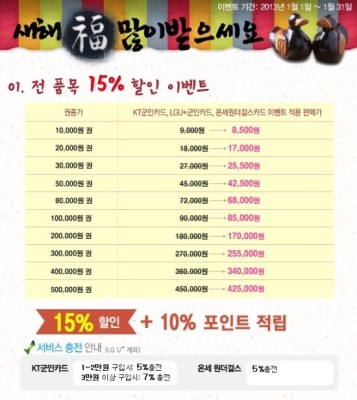 이벤트 기간: 2013년 1월 1일 ~ 1월 31일
새해 福 많이받으세요
01. 전 품목 15% 할인 이벤트
권종가 KT군인카드, LGU+군인카드, 온세원더걸스카드 이벤트 적용 판매가
10,000원 권 9,000원 8,500원
20,000원 권 18,000원 17,000원
30,000원 권 27,000원 25,500원
50,000원 권 45,000원 42,500원
80,000원 권 72,000원 68,000원
100,000원 권 90,000원 85,000원
200,000원 권 180,000원 170,000원
300,000원 권 270,000원 255,000원
400,000원 권 360,000원 340,000원
500,000원 권 450,000원 425,000원
15% 할인 + 10% 포인트 적립
서비스 충전 안내 (LG U+ 제외)
KT군인카드 1~2만원 구입시: 5%충전 온세 원더걸스 5%충전
3만원 이상 구입시: 7% 충전